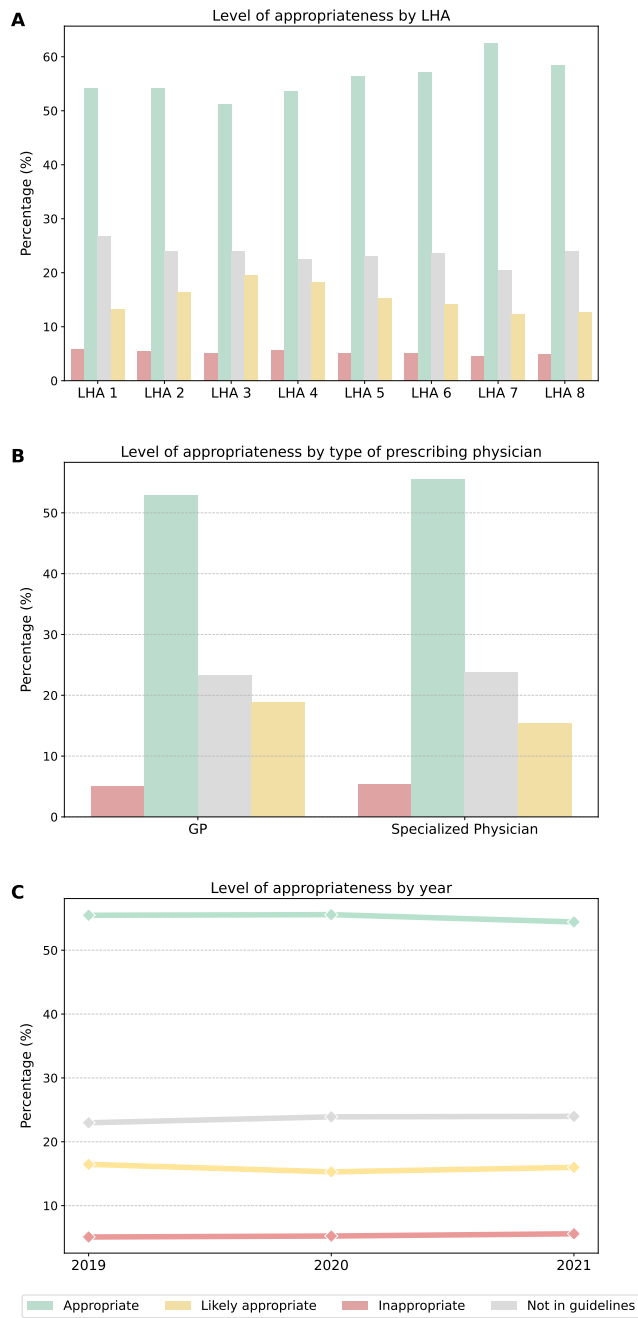 A
Level of appropriateness by LHA
Percentage (%)
60
50
40
30
20
10
0
LHA 1 LHA 2 LHA 3 LHA 4 LHA 5 LHA 6 LHA 7 LHA 8
B
Level of appropriateness by type of prescribing physician
Percentage (%)
50
40
30
20
10
0
GP Specialized Physician
C
Level of appropriateness by year
Percentage (%)
50
40
30
20
10
2019 2020 2021
Appropriate Likely appropriate Inappropriate Not in guidelines